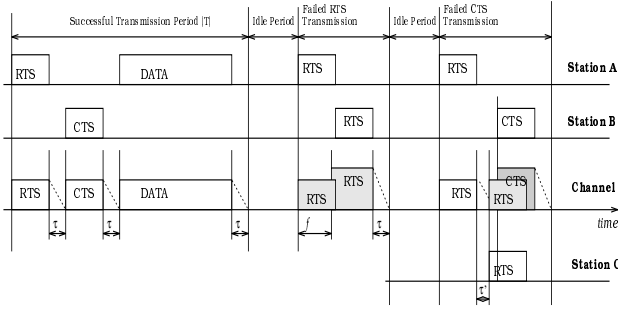 Successful Transmission Period |T|
Idle Period
Failed RTS
Transmission
Idle Period
Failed CTS
Transmission
RTS
DATA
RTS
RTS
Station A
CTS
RTS
CTS
Station B
RTS
CTS
DATA
RTS
RTS
RTS
CTS
RTS
Channel
τ
τ
τ
f
τ
time
RTS
Station C
τ'